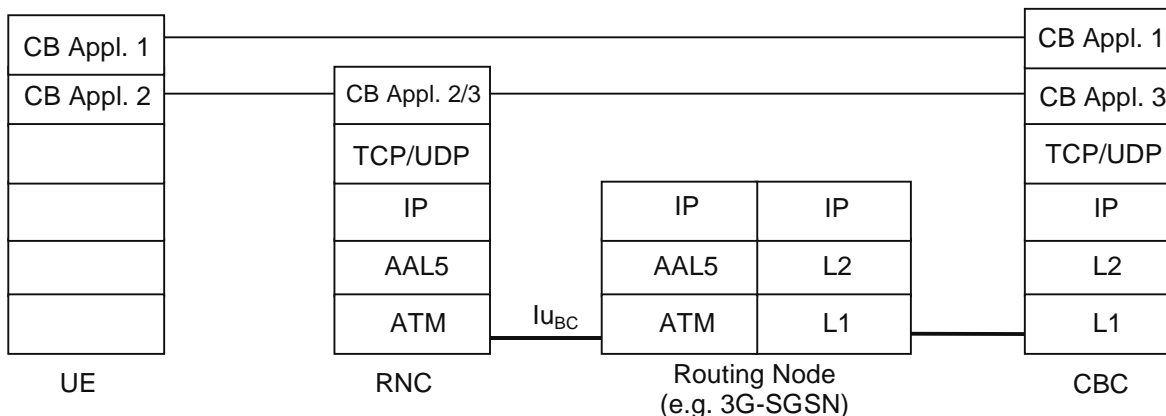 CB Appl. 1
CB Appl. 2
UE
CB Appl. 2/3
TCP/UDP
IP
AAL5
ATM
RNC
IuBC
IP
IP
AAL5
L2
ATM
L1
Routing Node
(e.g. 3G-SGSN)
CB Appl. 1
CB Appl. 3
TCP/UDP
IP
L2
L1
CBC